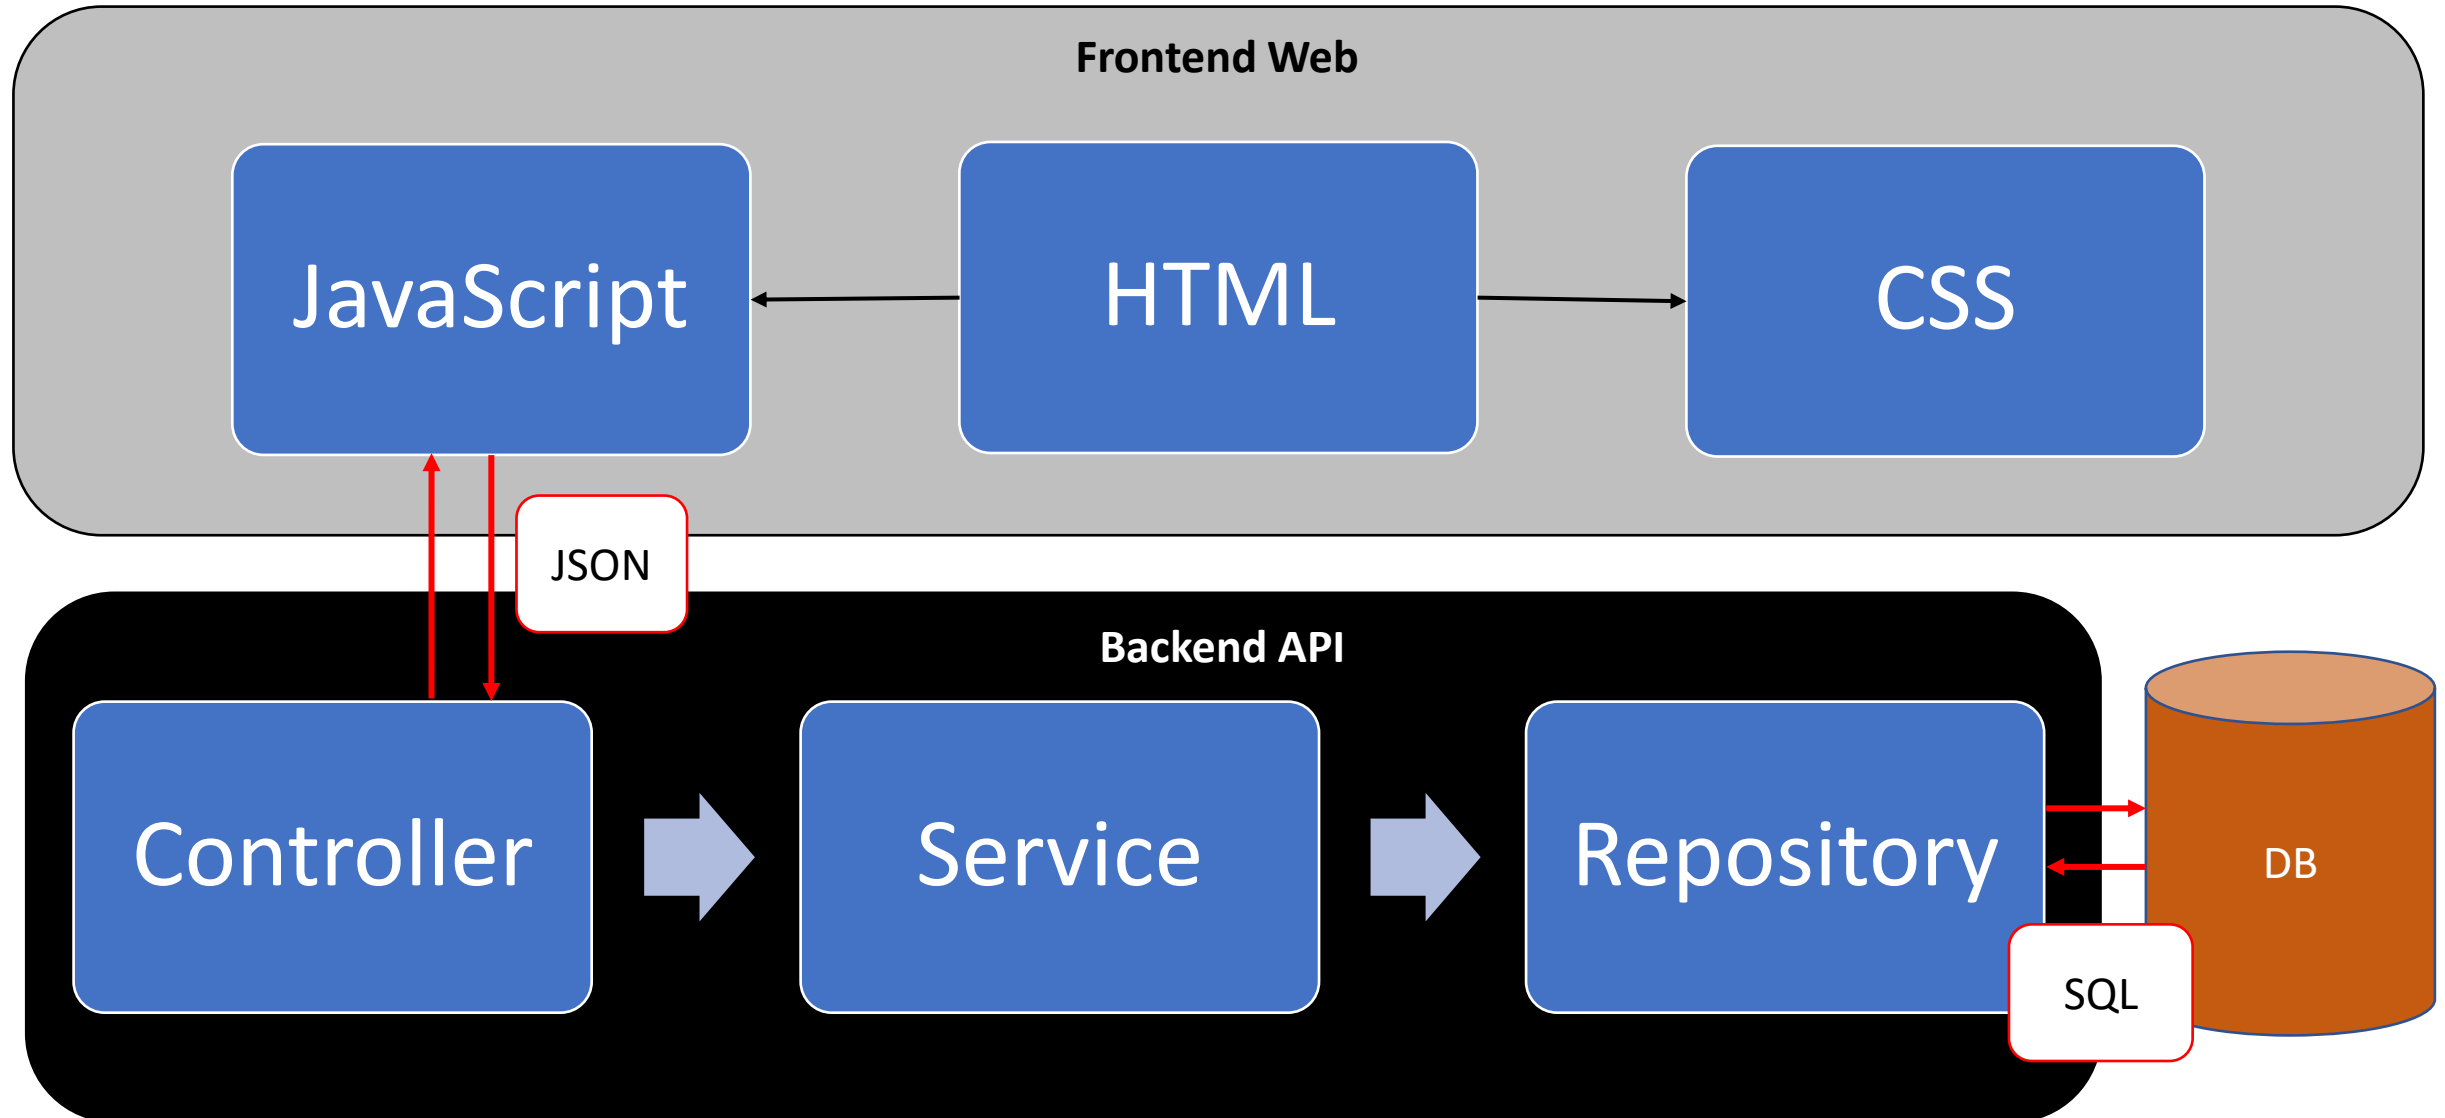 Frontend Web
JavaScript
HTML
CSS
JSON
Backend API
Controller
Service
Repository
DB
SQL